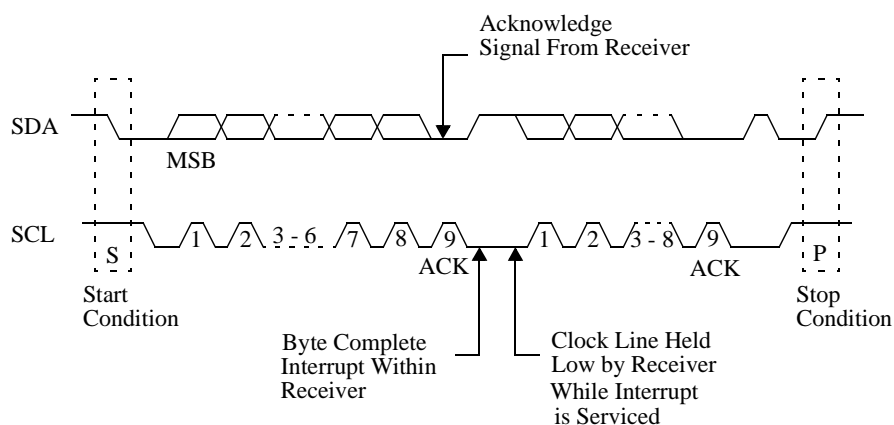 Acknowledge
Signal From Receiver
SDA
MSB
SCL
S
1
2
3 - 6
7
8
9
ACK
1
2
3 - 8
9
ACK
P
Start
Condition
Stop
Condition
Byte Complete
Interrupt Within
Receiver
Clock Line Held
Low by Receiver
While Interrupt
is Serviced